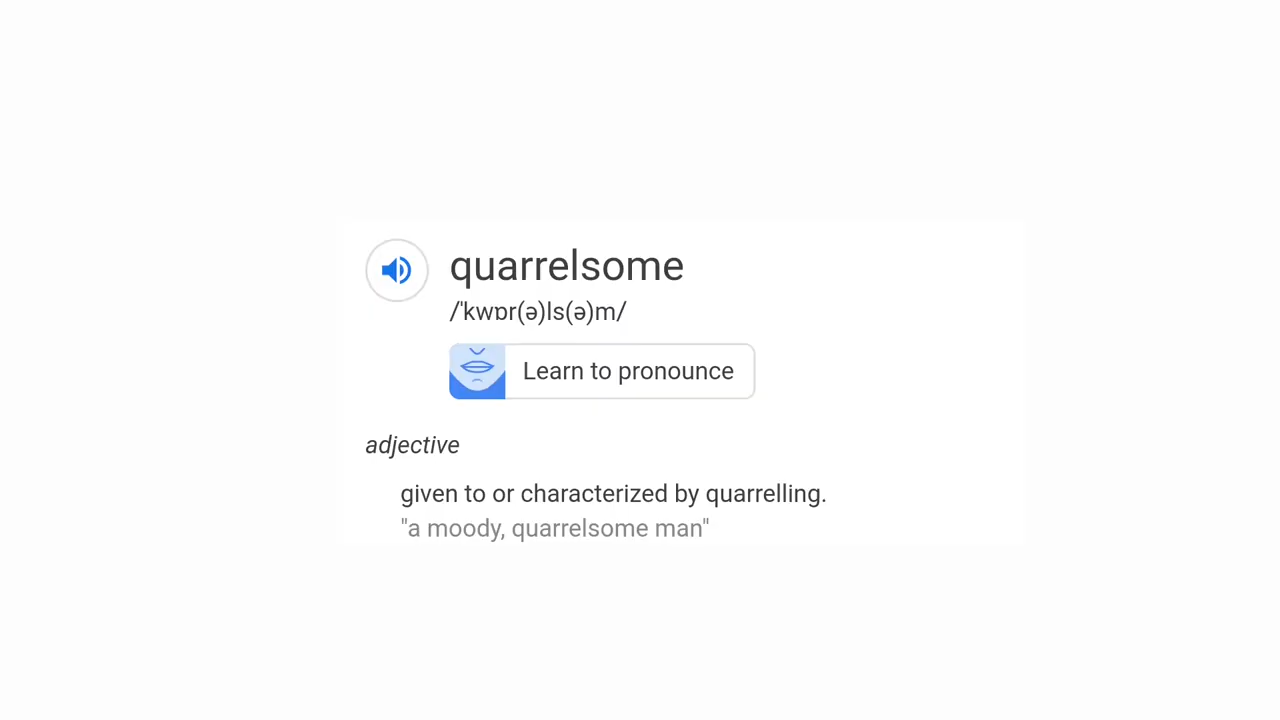 quarrelsome
/ˈkwɒr(ə)ls(ə)m/
Learn to pronounce
adjective
given to or characterized by quarrelling.
"a moody, quarrelsome man"